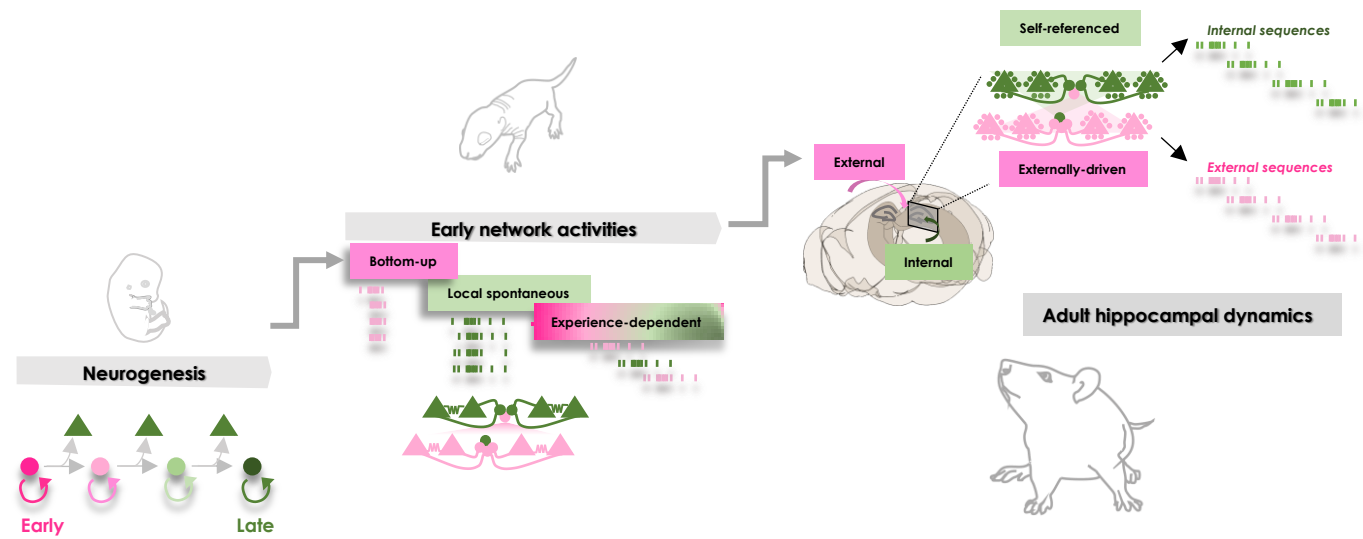 Neurogenesis
Early
Late
Early network activities
Bottom-up
Local spontaneous
Experience-dependent
External
Internal
Self-referenced
Externally-driven
Internal sequences
External sequences
Adult hippocampal dynamics